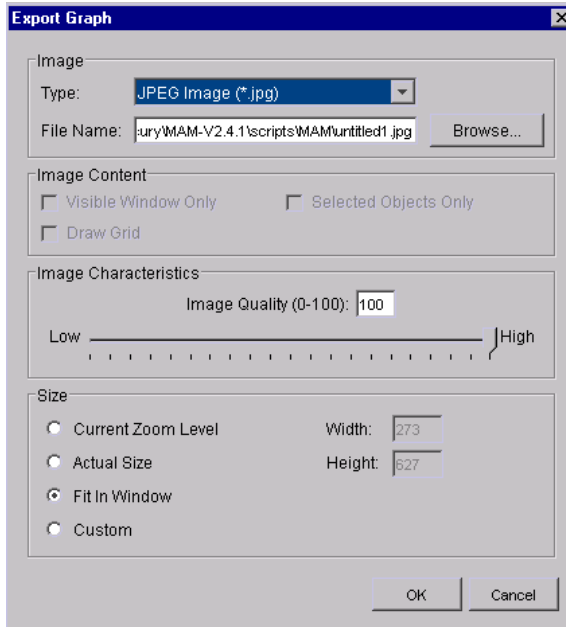 Export Graph
Image
Type: JPEG Image (*.jpg)
File Name: :ury\MAM-V2.4.1\scripts\MAM\untitled1.jpg Browse...
Image Content
Visible Window Only Selected Objects Only
Draw Grid
Image Characteristics
Image Quality (0-100): 100
Low High
Size
Current Zoom Level Width: 273
Actual Size Height: 627
Fit In Window
Custom
OK Cancel